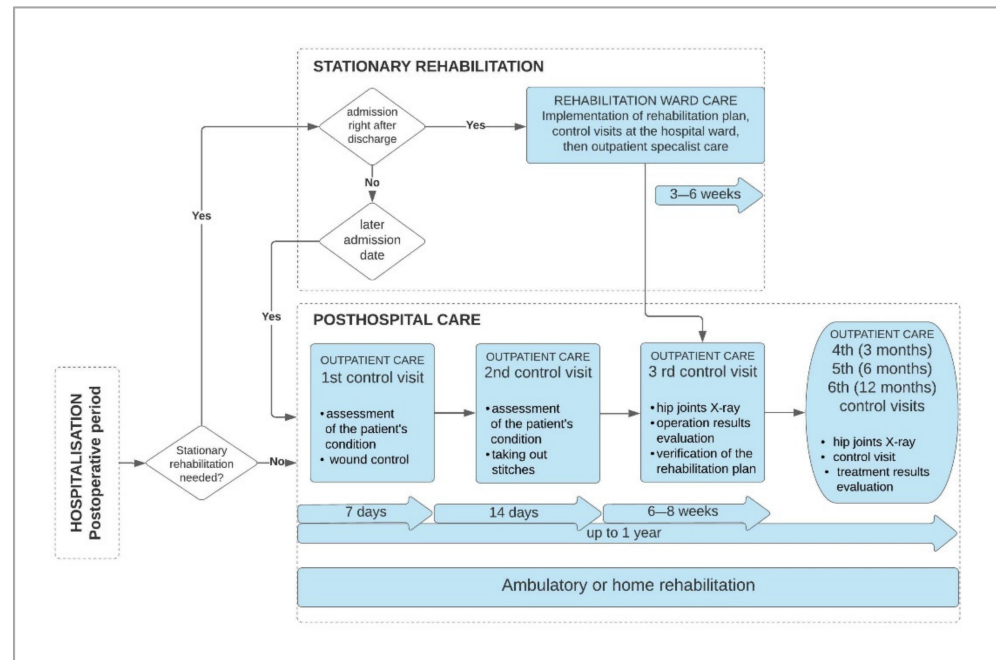 STATIONARY REHABILITATION
admission
right after
discharge
Yes
REHABILITATION WARD CARE
Implementation of rehabilitation plan,
control visits at the hospital ward,
then outpatient specalist care
No
3—6 weeks
later
admission
date
Yes
Yes
POSTHOSPITAL CARE
OUTPATIENT CARE
1st control visit
• assessment
of the patient's
condition
• wound control
OUTPATIENT CARE
2nd control visit
• assessment
of the patient's
condition
• taking out
stitches
OUTPATIENT CARE
3 rd control visit
• hip joints X-ray
• operation results
evaluation
• verification of the
rehabilitation plan
OUTPATIENT CARE
4th (3 months)
5th (6 months)
6th (12 months)
control visits
• hip joints X-ray
• control visit
• treatment results
evaluation
HOSPITALISATION
Postoperative period
Stationary
rehabilitation
needed?
No
7 days
14 days
6—8 weeks
up to 1 year
Ambulatory or home rehabilitation